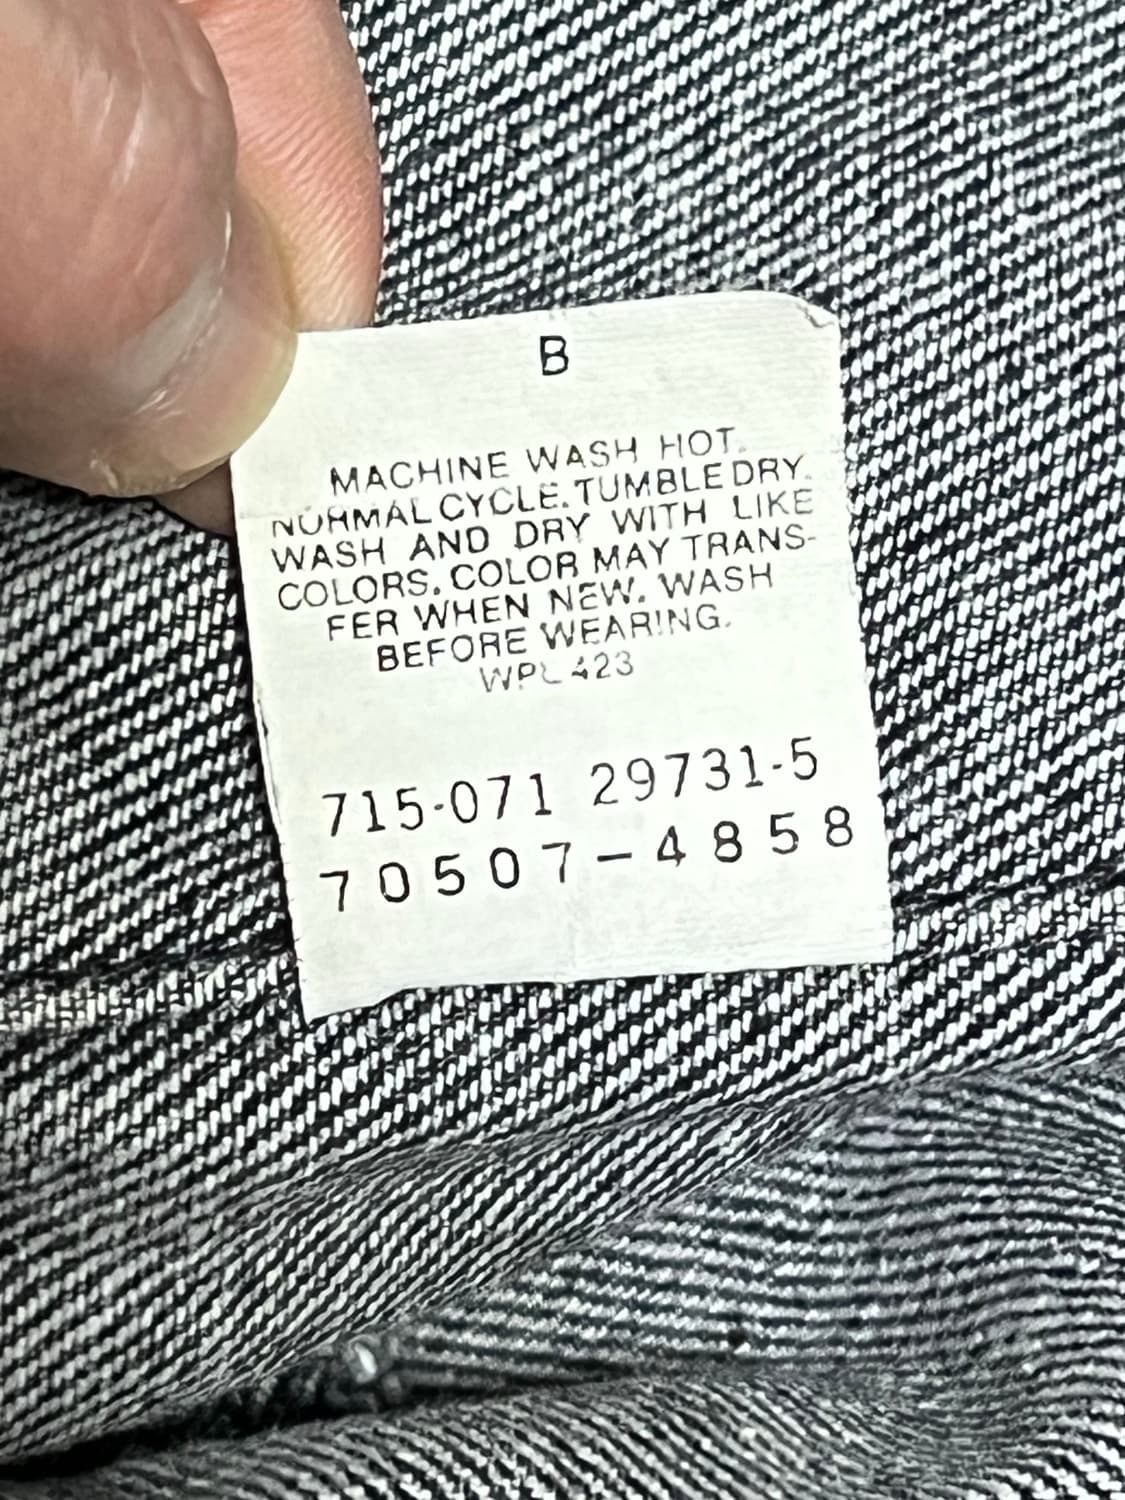 B
MACHINE WASH HOT.
NORMAL CYCLE. TUMBLE DRY.
WASH AND DRY WITH LIKE
COLORS. COLOR MAY TRANS-
FER WHEN NEW. WASH
BEFORE WEARING.
WPL 423
715-071 29731-5
70507-4858